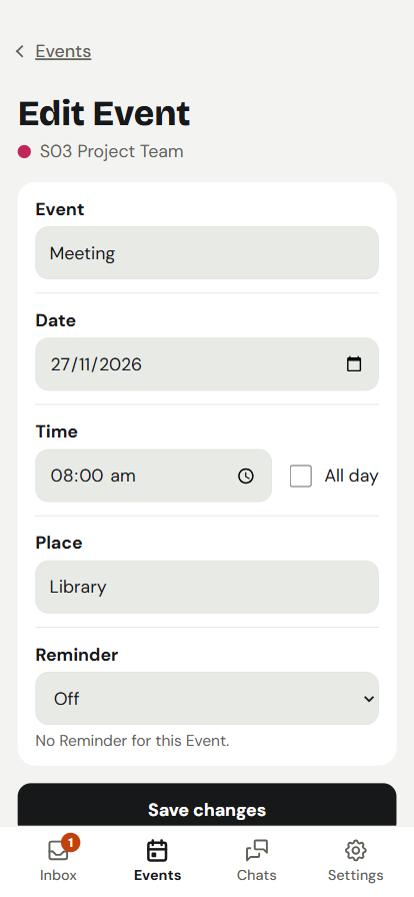 Events
Edit Event
S03 Project Team
Event
Meeting
Date
27/11/2026
Time
08:00 am
All day
Place
Library
Reminder
Off
No Reminder for this Event.
Save changes
1
Inbox
Events
Chats
Settings